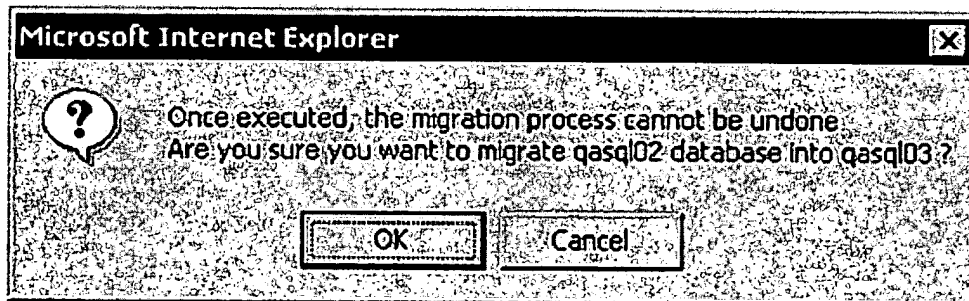 Microsoft Internet Explorer
?
Once executed, the migration process cannot be undone.
Are you sure you want to migrate qasql02 database into qasql03 ?
OK
Cancel